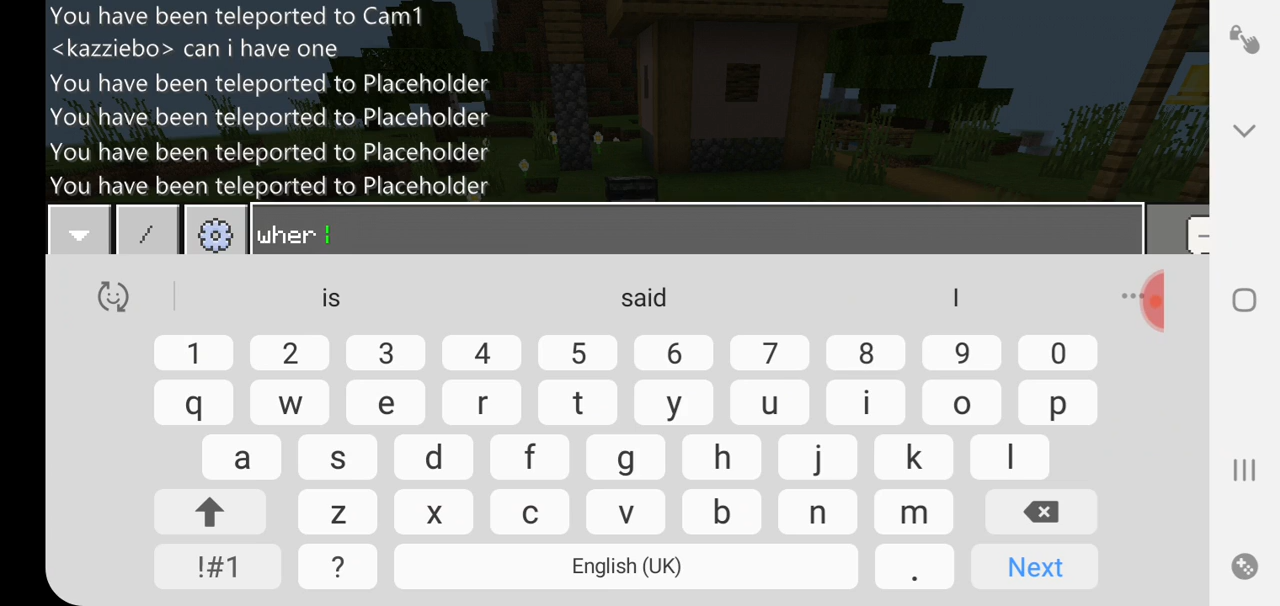 You have been teleported to Cam1
<kazziebo> can i have one
You have been teleported to Placeholder
You have been teleported to Placeholder
You have been teleported to Placeholder
You have been teleported to Placeholder
/ wher
is said I
1 2 3 4 5 6 7 8 9 0
q w e r t y u i o p
a s d f g h j k l
z x c v b n m
!#1 ? English (UK) . Next